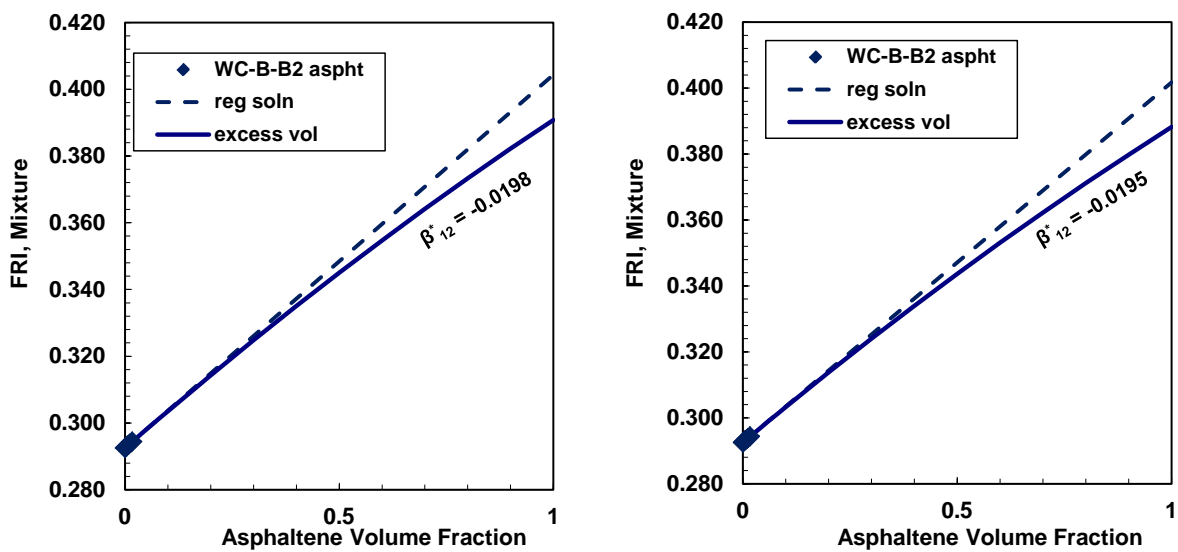 0.420
0.400
0.380
0.360
0.340
0.320
0.300
0.280
FRI, Mixture
WC-B-B2 aspht
reg soln
excess vol
β*12 = -0.0198
0
0.5
1
Asphaltene Volume Fraction
0.420
0.400
0.380
0.360
0.340
0.320
0.300
0.280
FRI, Mixture
WC-B-B2 aspht
reg soln
excess vol
β*12 = -0.0195
0
0.5
1
Asphaltene Volume Fraction